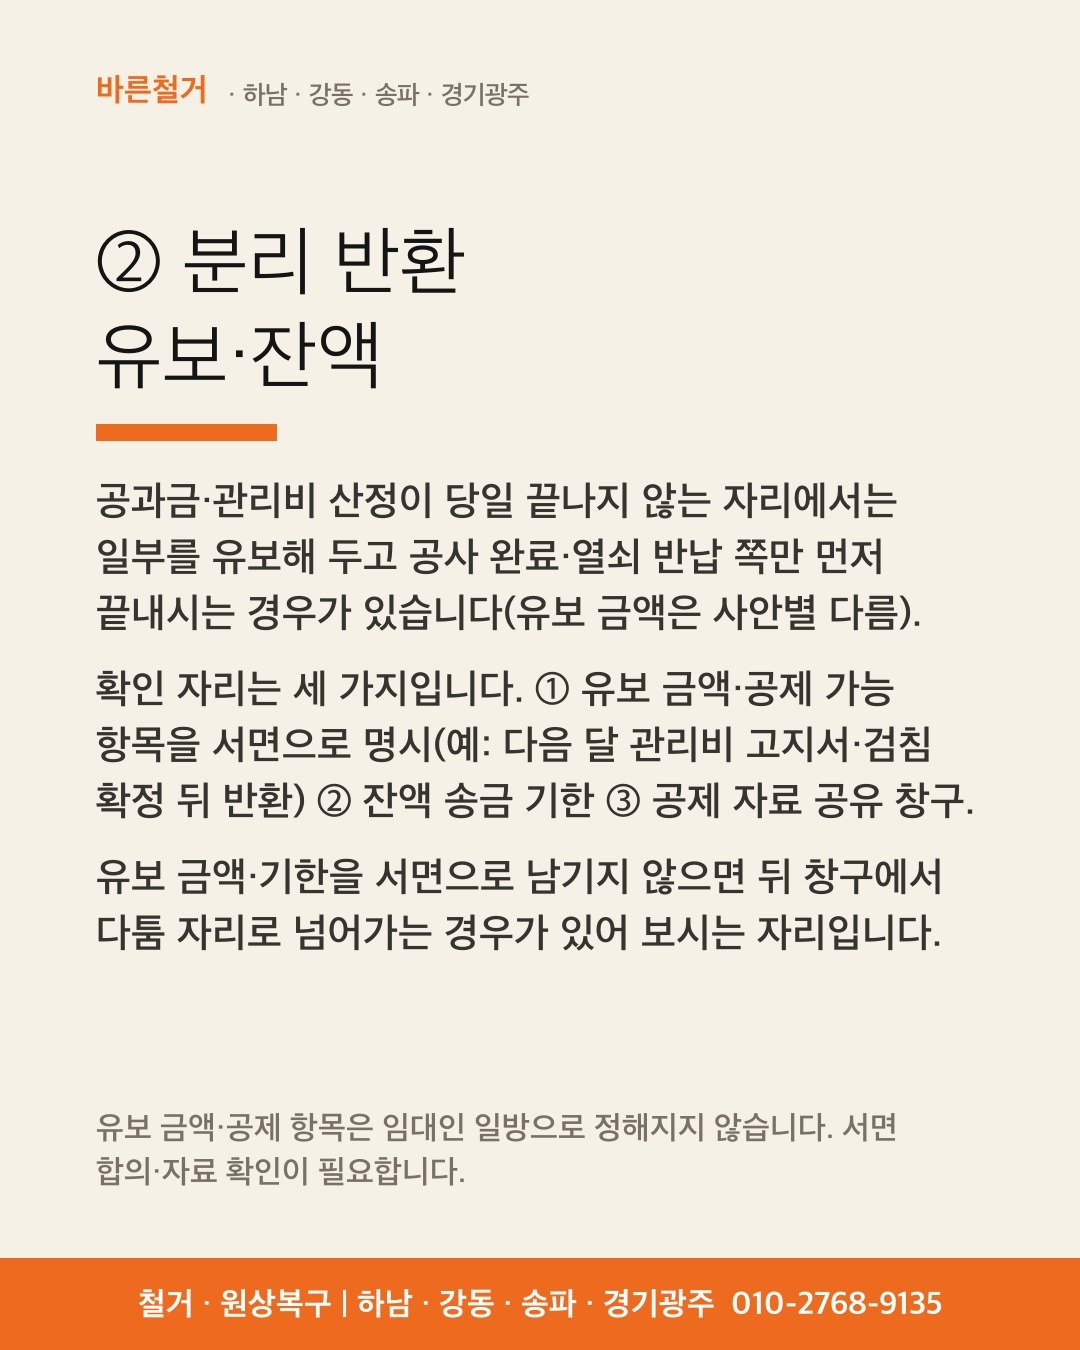 바른철거 · 하남 · 강동 · 송파 · 경기광주
② 분리 반환
유보·잔액
공과금·관리비 산정이 당일 끝나지 않는 자리에서는
일부를 유보해 두고 공사 완료·열쇠 반납 쪽만 먼저
끝내시는 경우가 있습니다(유보 금액은 사안별 다름).
확인 자리는 세 가지입니다. ① 유보 금액·공제 가능
항목을 서면으로 명시(예: 다음 달 관리비 고지서·검침
확정 뒤 반환) ② 잔액 송금 기한 ③ 공제 자료 공유 창구.
유보 금액·기한을 서면으로 남기지 않으면 뒤 창구에서
다툼 자리로 넘어가는 경우가 있어 보시는 자리입니다.
유보 금액·공제 항목은 임대인 일방으로 정해지지 않습니다. 서면
합의·자료 확인이 필요합니다.
철거 · 원상복구 | 하남 · 강동 · 송파 · 경기광주 010-2768-9135